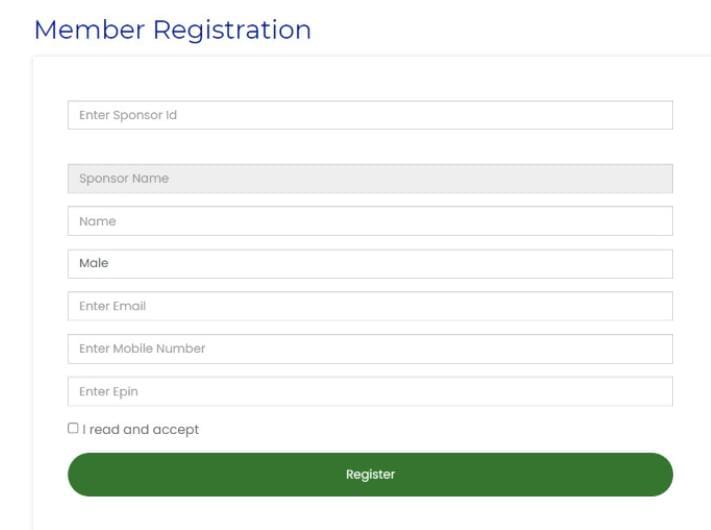 Member Registration
Enter Sponsor Id
Sponsor Name
Name
Male
Enter Email
Enter Mobile Number
Enter Epin
I read and accept
Register